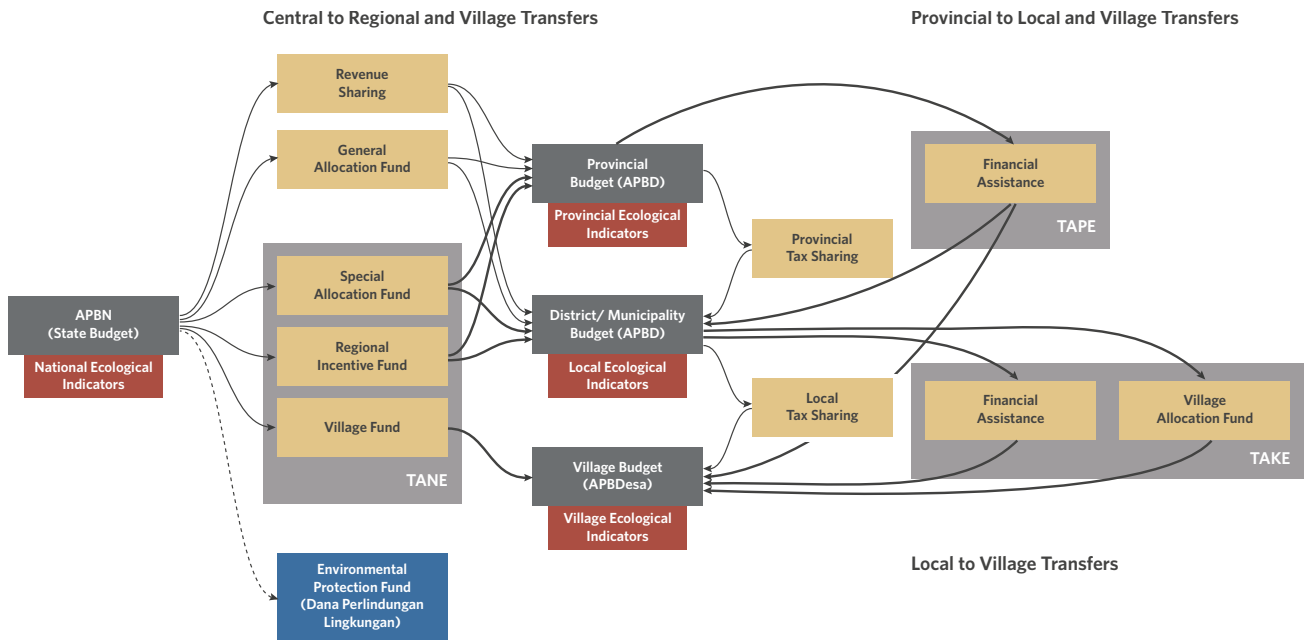 Central to Regional and Village Transfers
Provincial to Local and Village Transfers
Revenue
Sharing
General
Allocation Fund
Provincial
Budget (APBD)
Provincial Ecological
Indicators
Financial
Assistance
TAPE
Provincial
Tax Sharing
APBN
(State Budget)
National Ecological
Indicators
Special
Allocation Fund
Regional
Incentive Fund
Village Fund
TANE
District/ Municipality
Budget (APBD)
Local Ecological
Indicators
Local
Tax Sharing
Financial
Assistance
Village
Allocation Fund
TAKE
Village Budget
(APBDesa)
Village Ecological
Indicators
Environmental
Protection Fund
(Dana Perlindungan
Lingkungan)
Local to Village Transfers